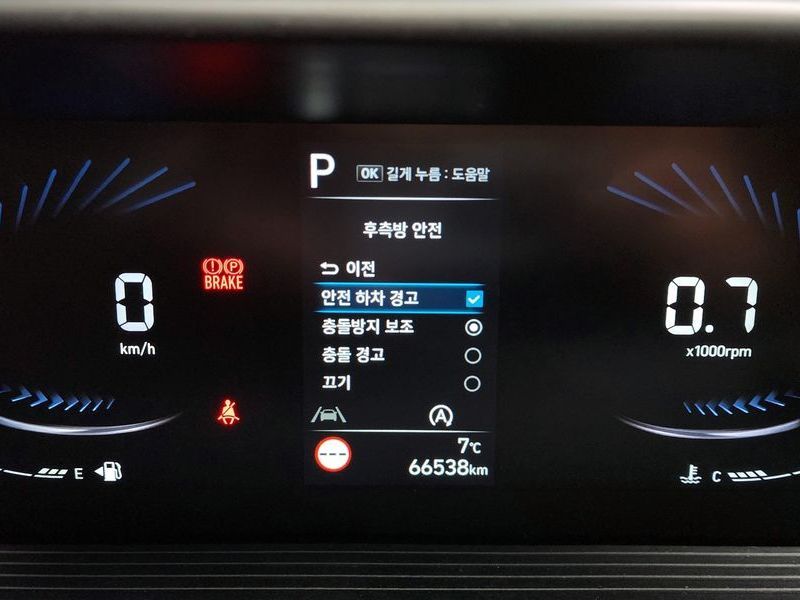 P OK 길게 누름 : 도움말
후측방 안전
이전
안전 하차 경고
충돌방지 보조
충돌 경고
끄기
BRAKE
0
km/h
0.7
x1000rpm
A
---
7℃
66538km
E
C